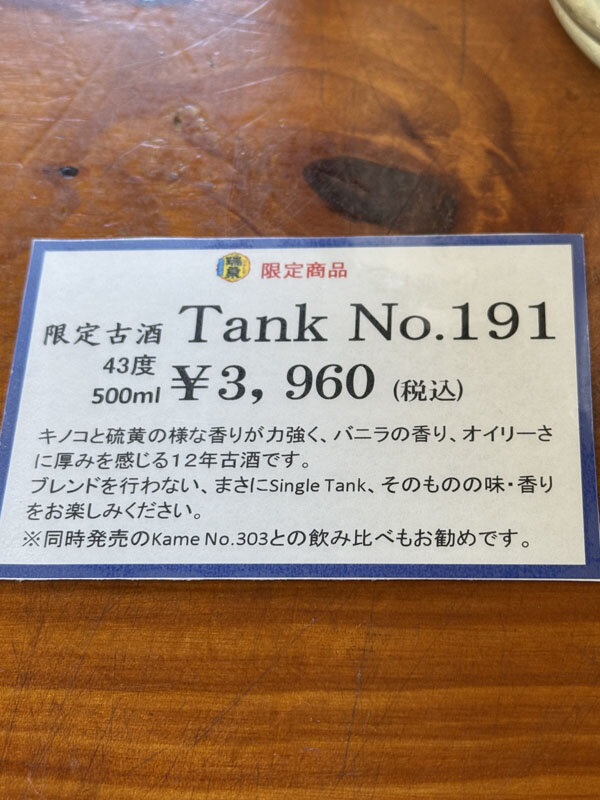 瑞泉 限定商品
限定古酒 Tank No.191
43度
500ml ￥3，960 (税込)
キノコと硫黄の様な香りが力強く、バニラの香り、オイリーさ
に厚みを感じる１２年古酒です。
ブレンドを行わない、まさにSingle Tank、そのものの味・香り
をお楽しみください。
※同時発売のKame No.303との飲み比べもお勧めです。